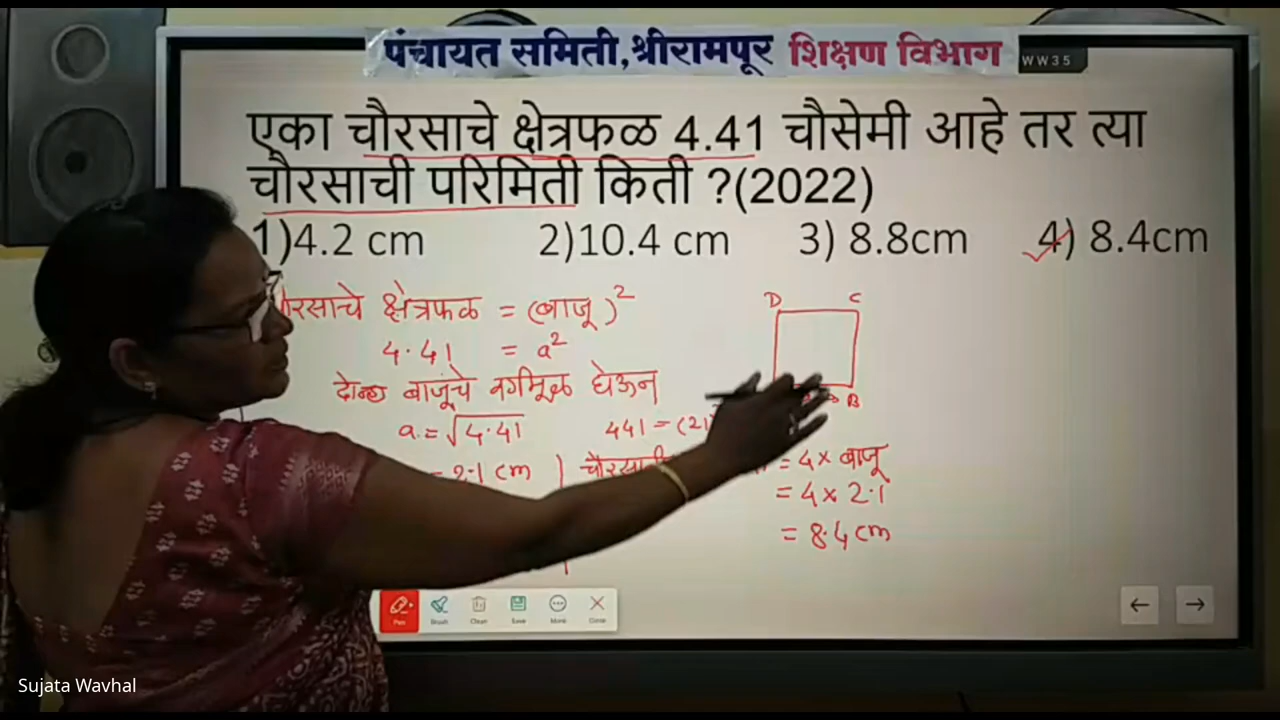 पंचायत समिती,श्रीरामपूर शिक्षण विभाग
WW35
एका चौरसाचे क्षेत्रफळ 4.41 चौसेमी आहे तर त्या
चौरसाची परिमिती किती ?(2022)
1)4.2 cm 2)10.4 cm 3) 8.8cm 4) 8.4cm
क्षेत्रफळ = (बाजू)²
D C
4.41 = a²
दोन्ही बाजूंचे वर्गमूळ घेऊन
B
a = √4.41 441 = (21)
= 2.1 cm = 4 x बाजू
= 4 x 2.1
= 8.4 cm
Pen Brush Clean Save More Close
Sujata Wavhal